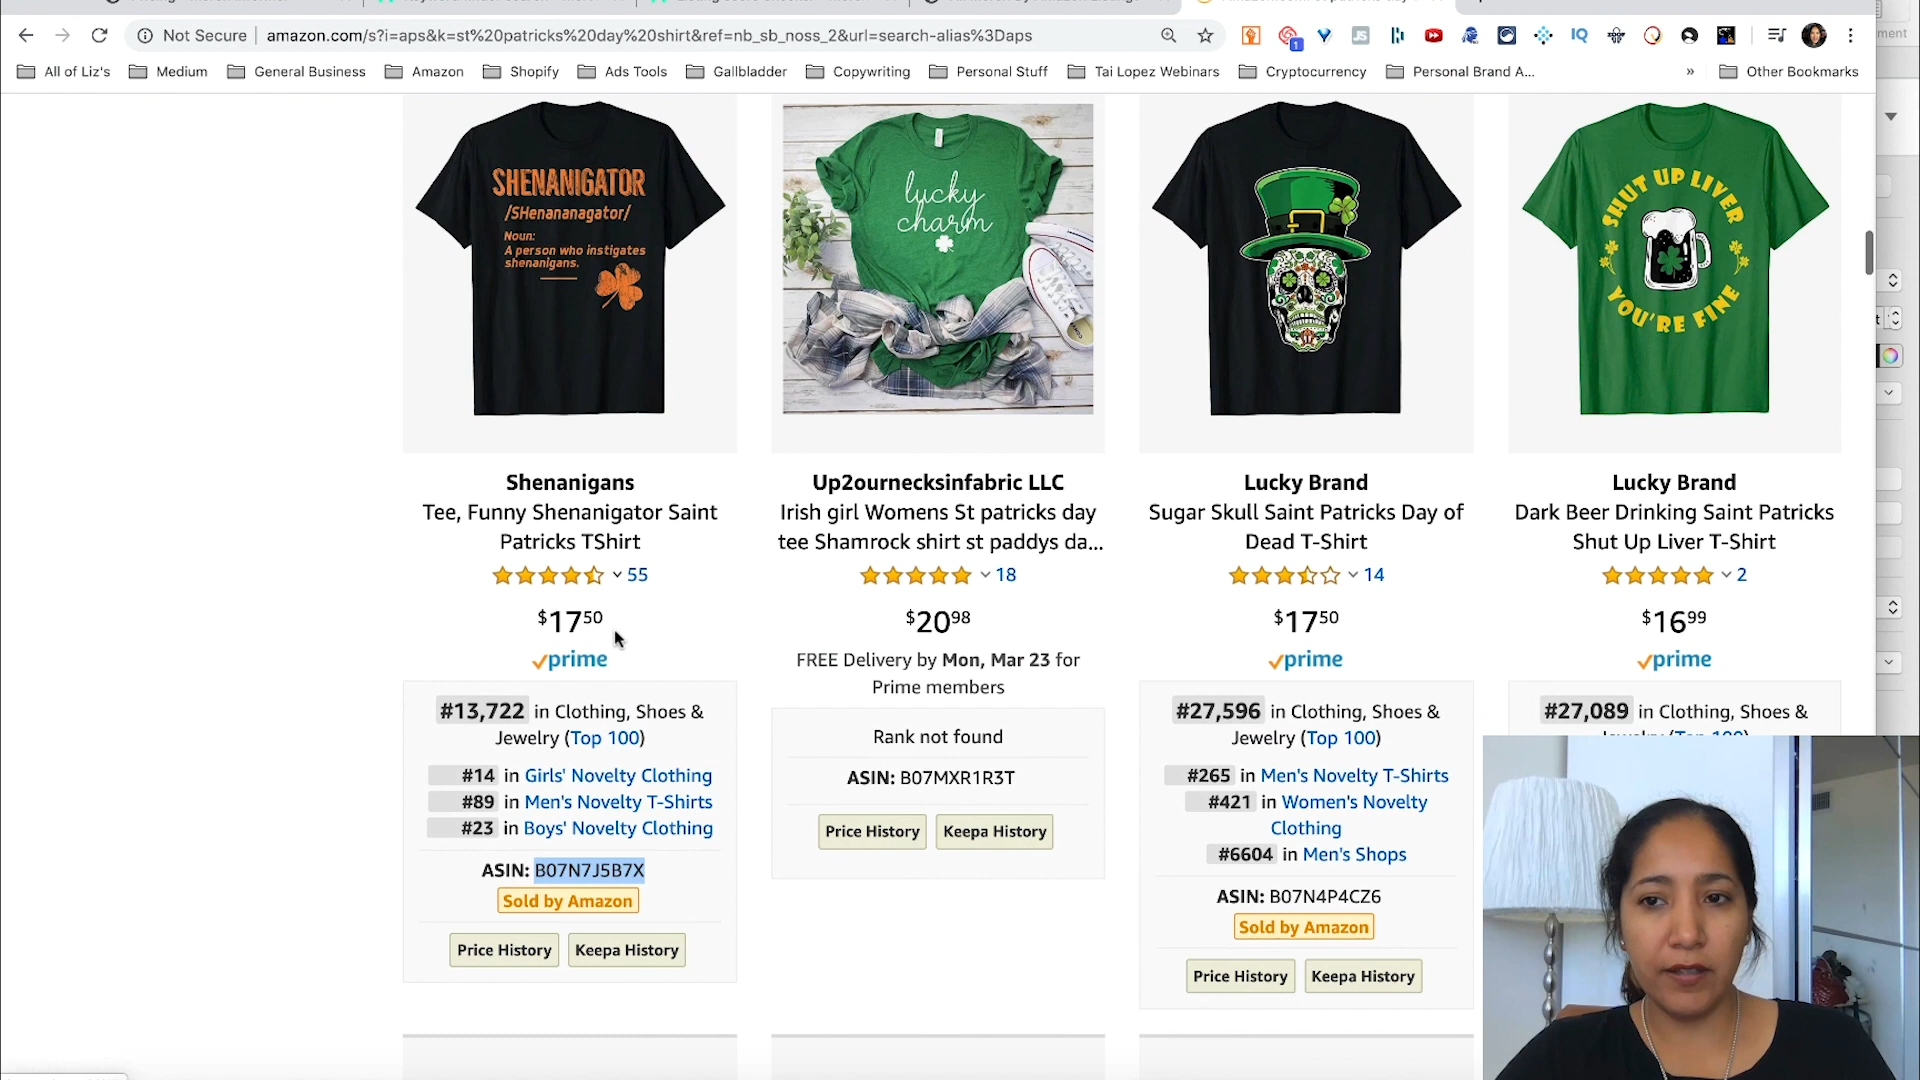 Not Secure
amazon.com/s?i=aps&k=st%20patricks%20day%20shirt&ref=nb_sb_noss_2&url=search-alias%3Daps
1
JS
IQ
All of Liz's
Medium
General Business
Amazon
Shopify
Ads Tools
Gallbladder
Copywriting
Personal Stuff
Tai Lopez Webinars
Cryptocurrency
Personal Brand A...
»
Other Bookmarks
SHENANIGATOR
/SHenananagator/
Noun:
A person who instigates
shenanigans.
lucky
charm
SHUT UP LIVER
YOU'RE FINE
Shenanigans
Tee, Funny Shenanigator Saint
Patricks TShirt
55
$1750
prime
#13,722 in Clothing, Shoes &
Jewelry (Top 100)
#14 in Girls' Novelty Clothing
#89 in Men's Novelty T-Shirts
#23 in Boys' Novelty Clothing
ASIN: B07N7J5B7X
Sold by Amazon
Price History
Keepa History
Up2ournecksinfabric LLC
Irish girl Womens St patricks day
tee Shamrock shirt st paddys da...
18
$2098
FREE Delivery by Mon, Mar 23 for
Prime members
Rank not found
ASIN: B07MXR1R3T
Price History
Keepa History
Lucky Brand
Sugar Skull Saint Patricks Day of
Dead T-Shirt
14
$1750
prime
#27,596 in Clothing, Shoes &
Jewelry (Top 100)
#265 in Men's Novelty T-Shirts
#421 in Women's Novelty
Clothing
#6604 in Men's Shops
ASIN: B07N4P4CZ6
Sold by Amazon
Price History
Keepa History
Lucky Brand
Dark Beer Drinking Saint Patricks
Shut Up Liver T-Shirt
2
$1699
prime
#27,089 in Clothing, Shoes &